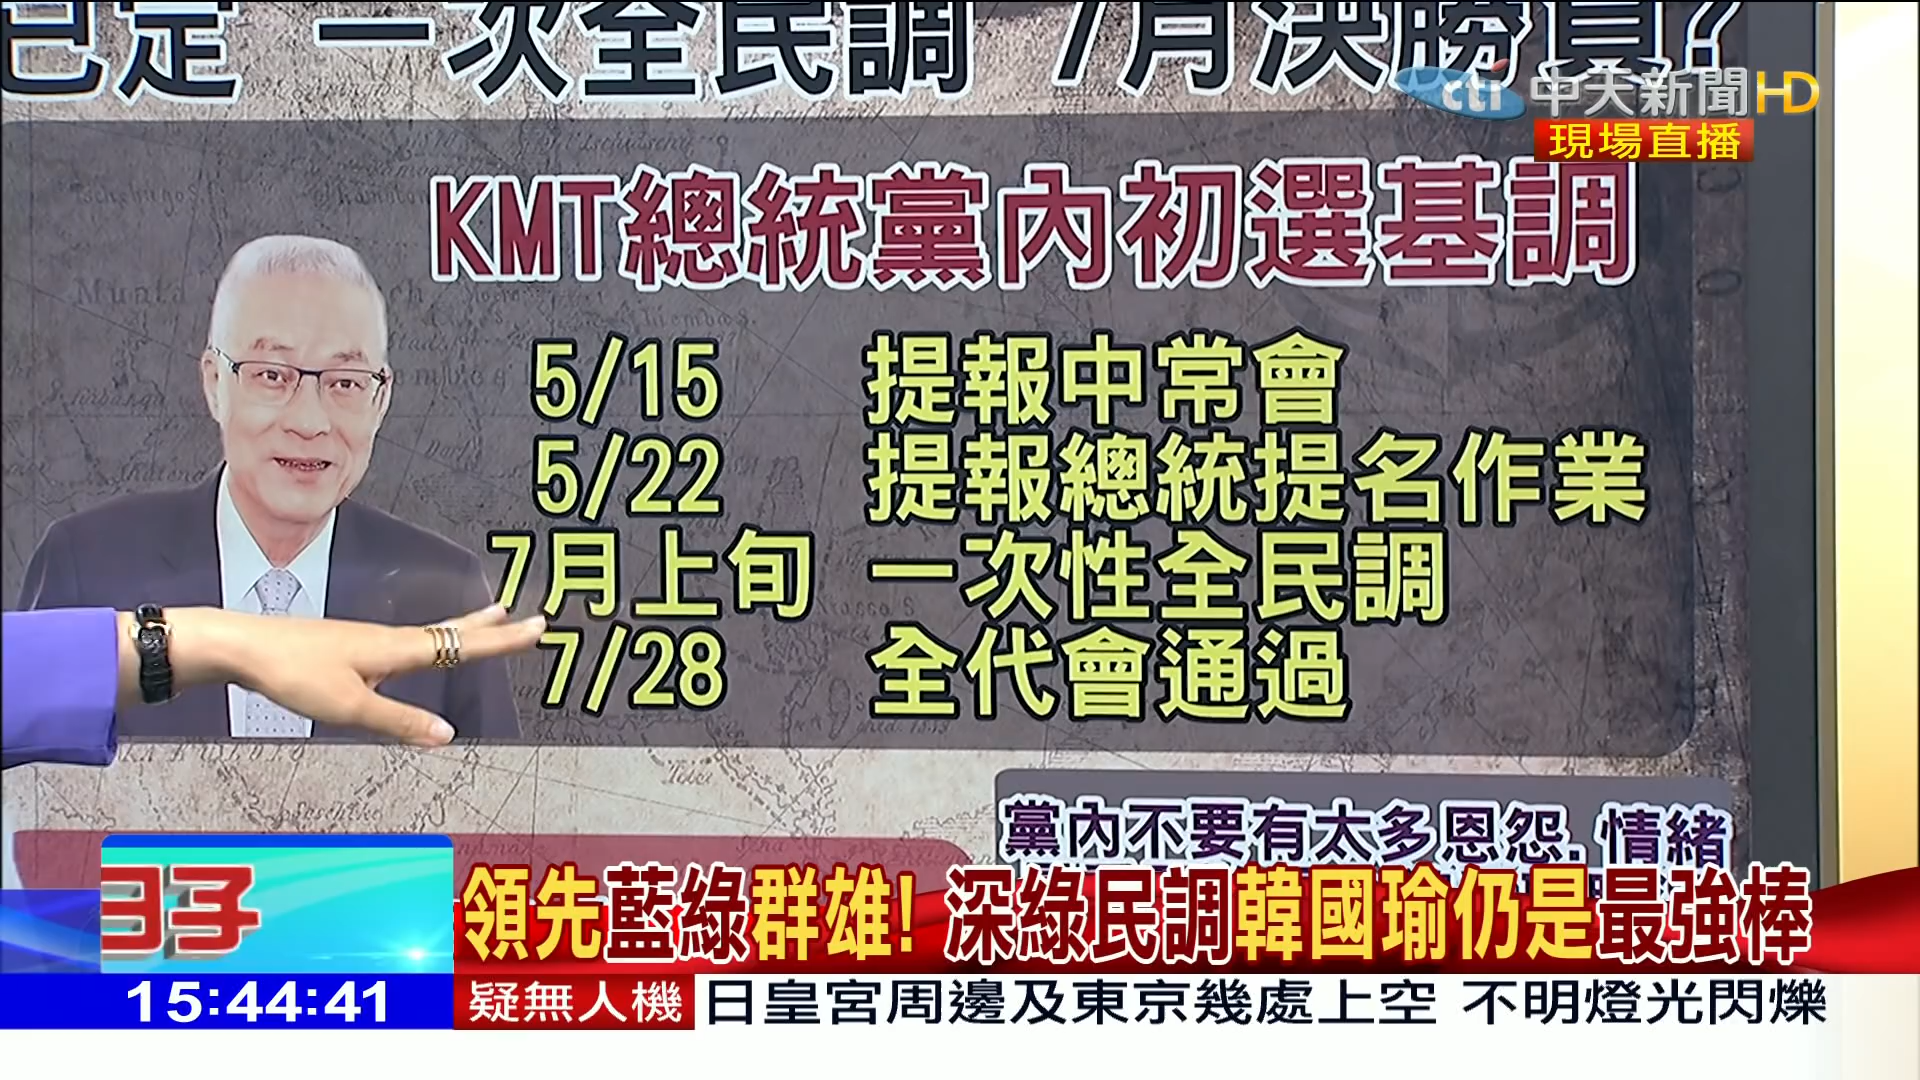 已定 一次全民調 7月決勝負?
cti 中天新聞HD
現場直播
KMT總統黨內初選基調
5/15 提報中常會
5/22 提報總統提名作業
7月上旬 一次性全民調
7/28 全代會通過
黨內不要有太多恩怨.情緒
日子 領先藍綠群雄! 深綠民調韓國瑜仍是最強棒
15:44:41 疑無人機 日皇宮周邊及東京幾處上空 不明燈光閃爍